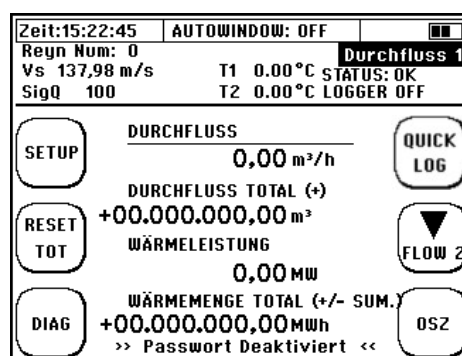 Zeit:15:22:45 AUTOWINDOW: OFF
Reyn Num: 0 Durchfluss 1
Vs 137,98 m/s T1 0.00°C STATUS: OK
SigQ 100 T2 0.00°C LOGGER OFF
DURCHFLUSS
SETUP 0,00 m³/h QUICK LOG
DURCHFLUSS TOTAL (+)
RESET TOT +00.000.000,00 m³ FLOW 2
WÄRMELEISTUNG
0,00 MW
WÄRMEMENGE TOTAL (+/- SUM.)
DIAG +00.000.000,00 MWh OSZ
>> Passwort Deaktiviert <<